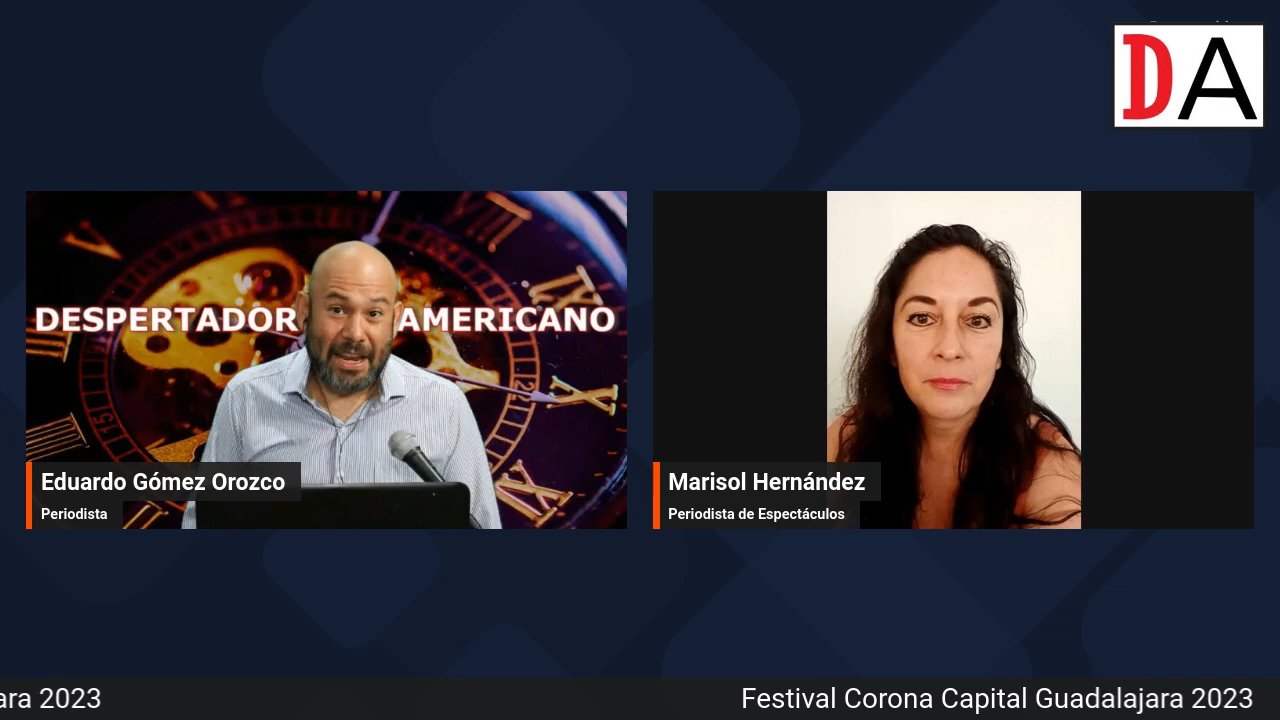 DA
DESPERTADOR AMERICANO
Eduardo Gómez Orozco
Periodista
Marisol Hernández
Periodista de Espectáculos
ara 2023
Festival Corona Capital Guadalajara 2023